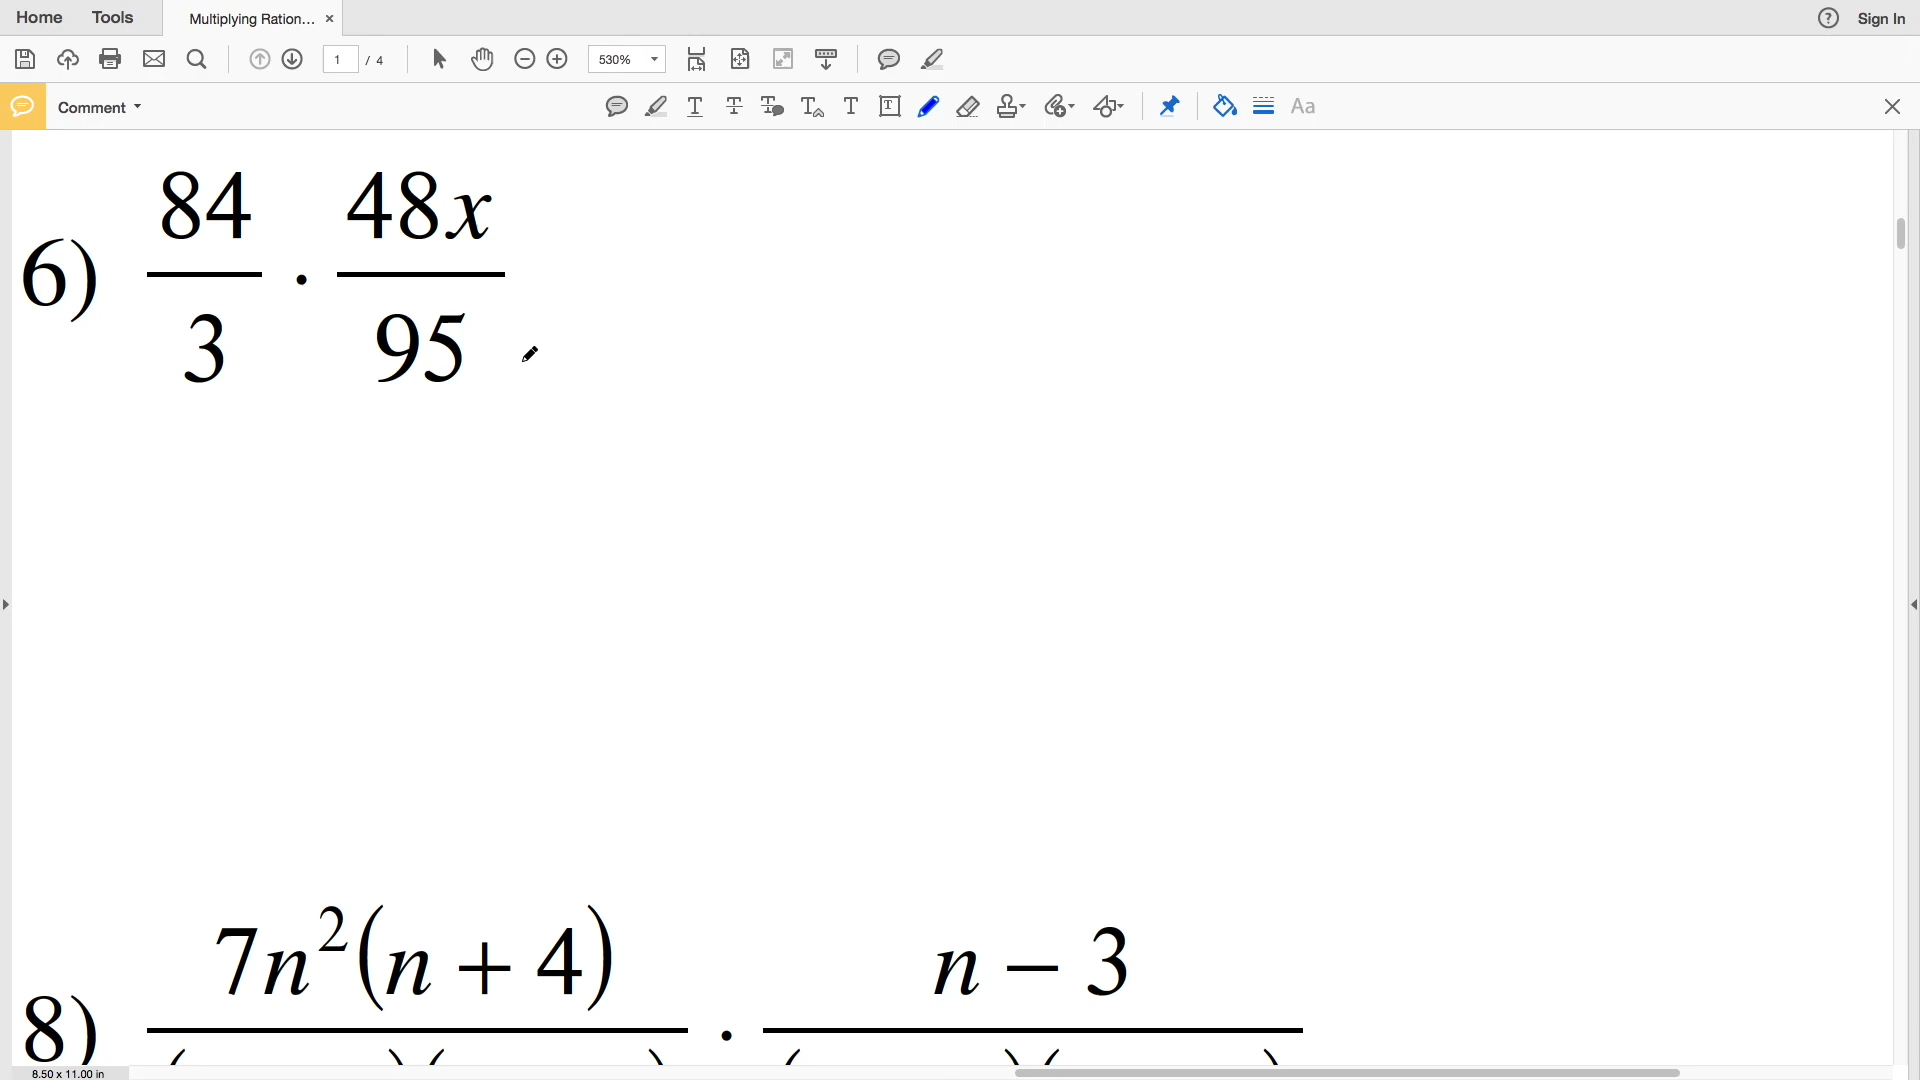 Home Tools Multiplying Ration... × ? Sign In
1 / 4 530%
Comment T T T T T T Aa
6) 84/3 · 48x/95
8) 7n²(n + 4) · n − 3
8.50 x 11.00 in